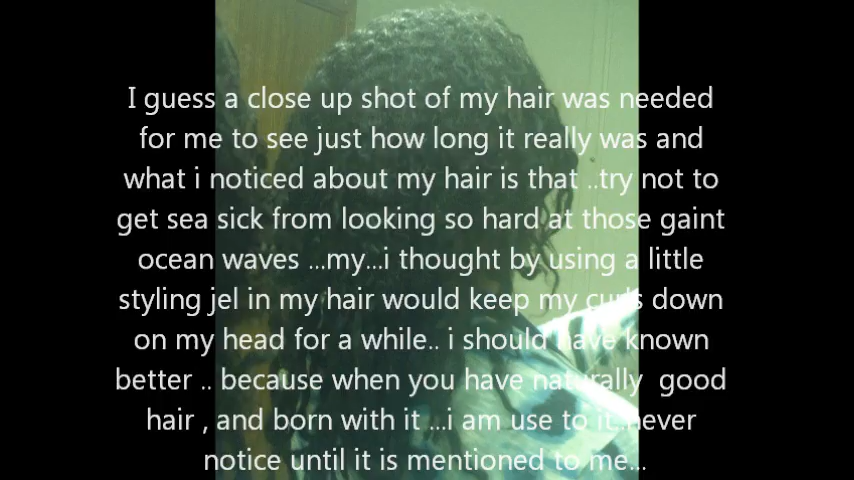 I guess a close up shot of my hair was needed
for me to see just how long it really was and
what i noticed about my hair is that ..try not to
get sea sick from looking so hard at those gaint
ocean waves ...my...i thought by using a little
styling jel in my hair would keep my curls down
on my head for a while.. i should have known
better .. because when you have naturally  good
hair , and born with it ...i am use to it..never
notice until it is mentioned to me...